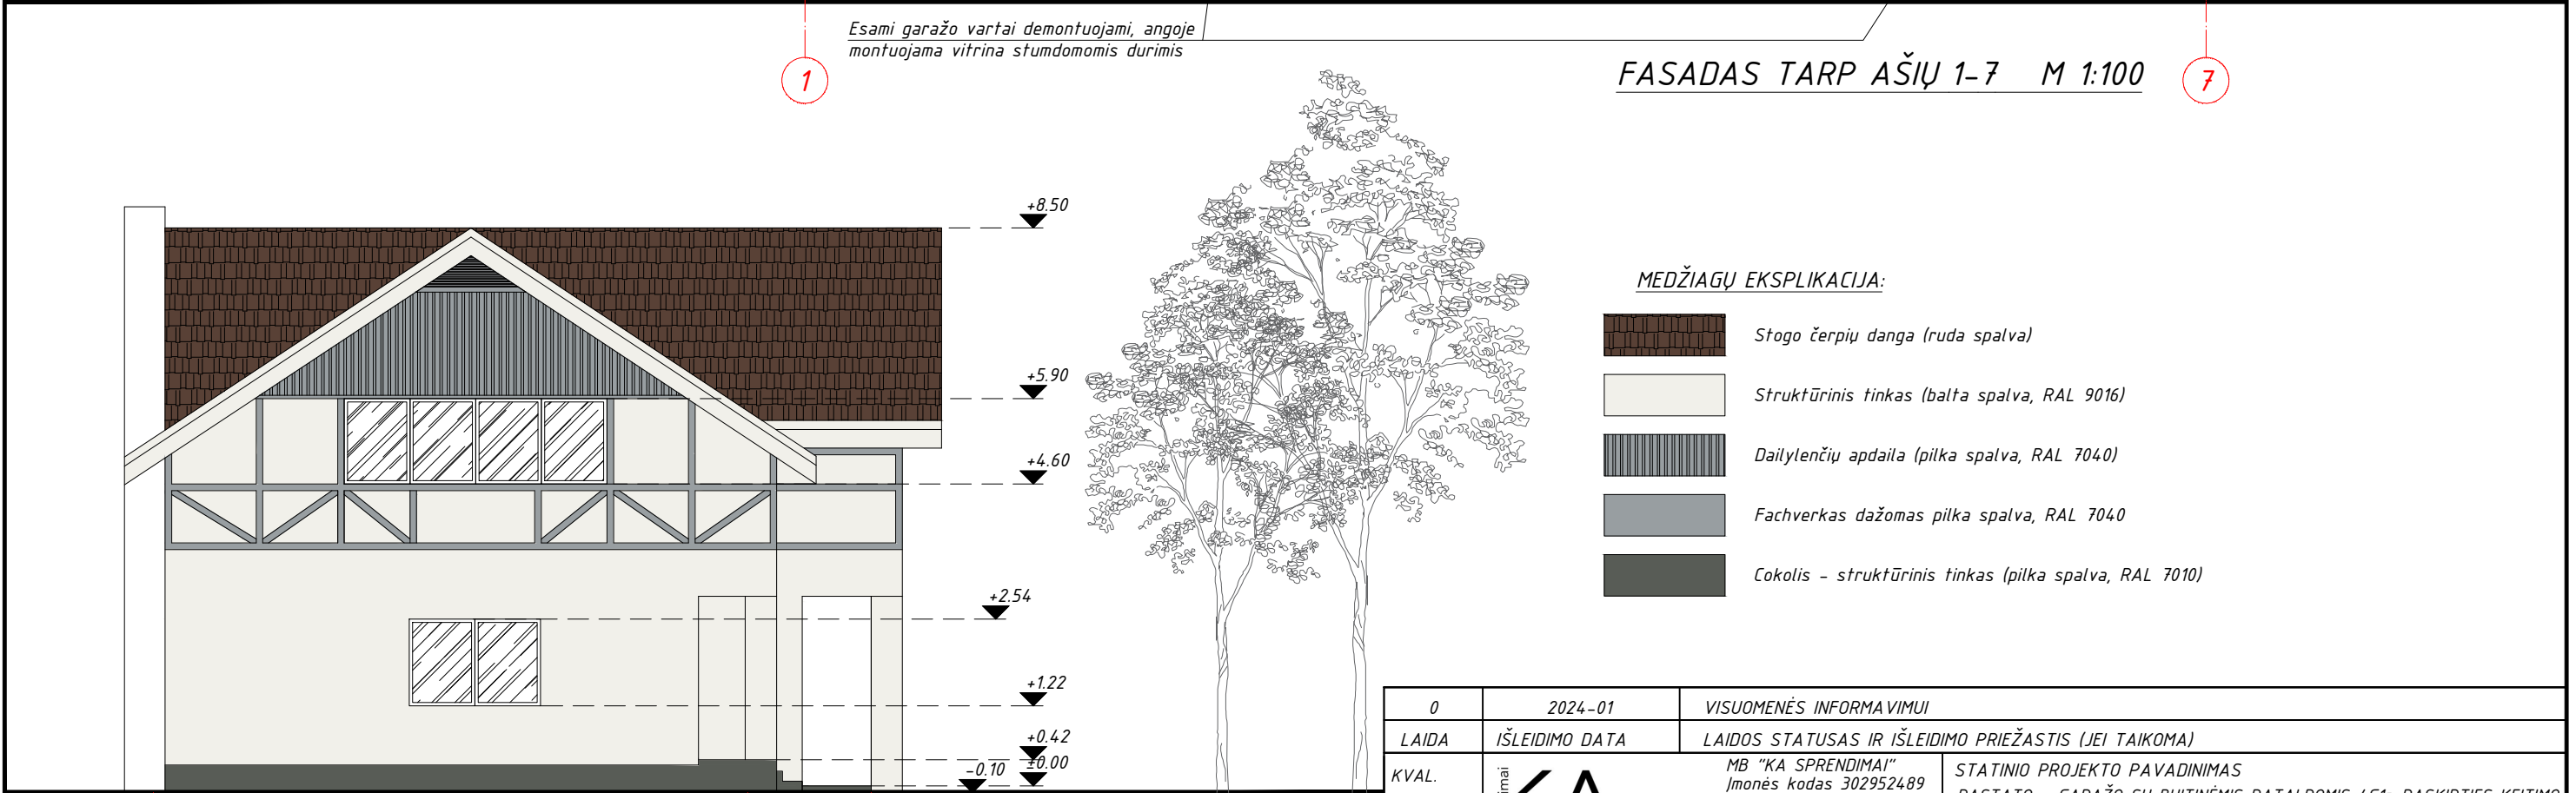 Esami garažo vartai demontuojami, angoje
montuojama vitrina stumdomomis durimis
1
FASADAS TARP AŠIŲ 1-7 M 1:100
7
+8.50
+5.90
+4.60
+2.54
+1.22
+0.42
±0.00
-0.10
MEDŽIAGŲ EKSPLIKACIJA:
Stogo čerpių danga (ruda spalva)
Struktūrinis tinkas (balta spalva, RAL 9016)
Dailylenčių apdaila (pilka spalva, RAL 7040)
Fachverkas dažomas pilka spalva, RAL 7040
Cokolis - struktūrinis tinkas (pilka spalva, RAL 7010)
0 2024-01 VISUOMENĖS INFORMAVIMUI
LAIDA IŠLEIDIMO DATA LAIDOS STATUSAS IR IŠLEIDIMO PRIEŽASTIS (JEI TAIKOMA)
KVAL.
KA
MB "KA SPRENDIMAI"
Įmonės kodas 302952489
STATINIO PROJEKTO PAVADINIMAS